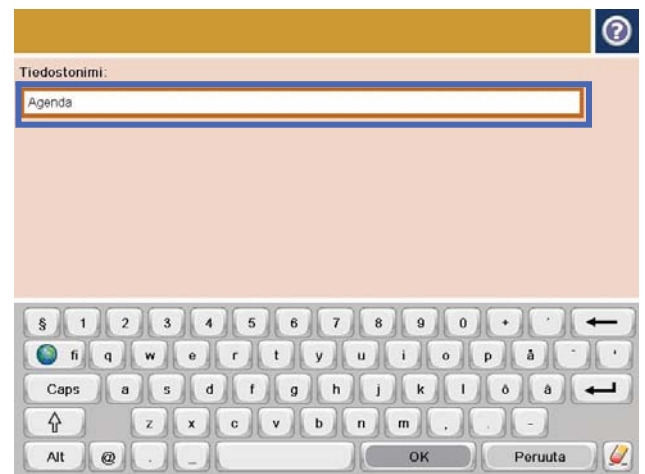 ?
Tiedostonimi:
Agenda
§ 1 2 3 4 5 6 7 8 9 0 +
fi q w e r t y u i o p å
Caps a s d f g h j k l ö ä
z x c v b n m , . -
Alt @ . _ OK Peruuta